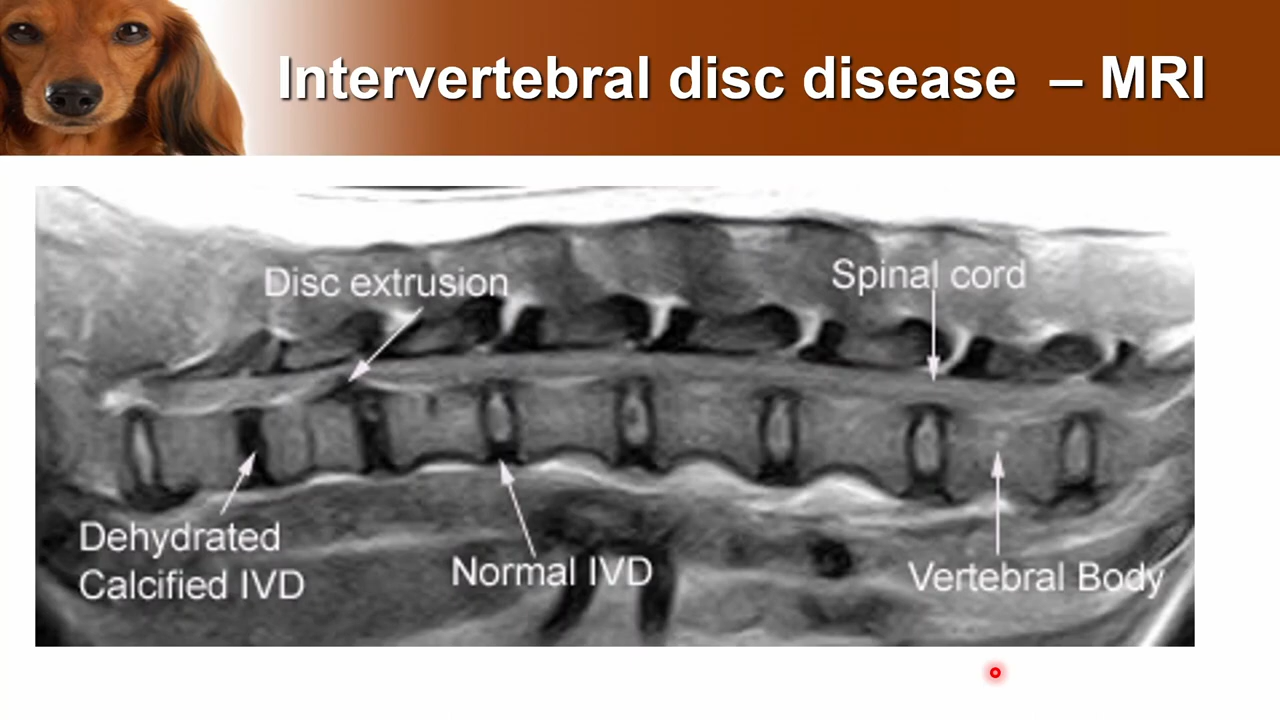 Intervertebral disc disease – MRI
Disc extrusion
Spinal cord
Dehydrated
Calcified IVD
Normal IVD
Vertebral Body